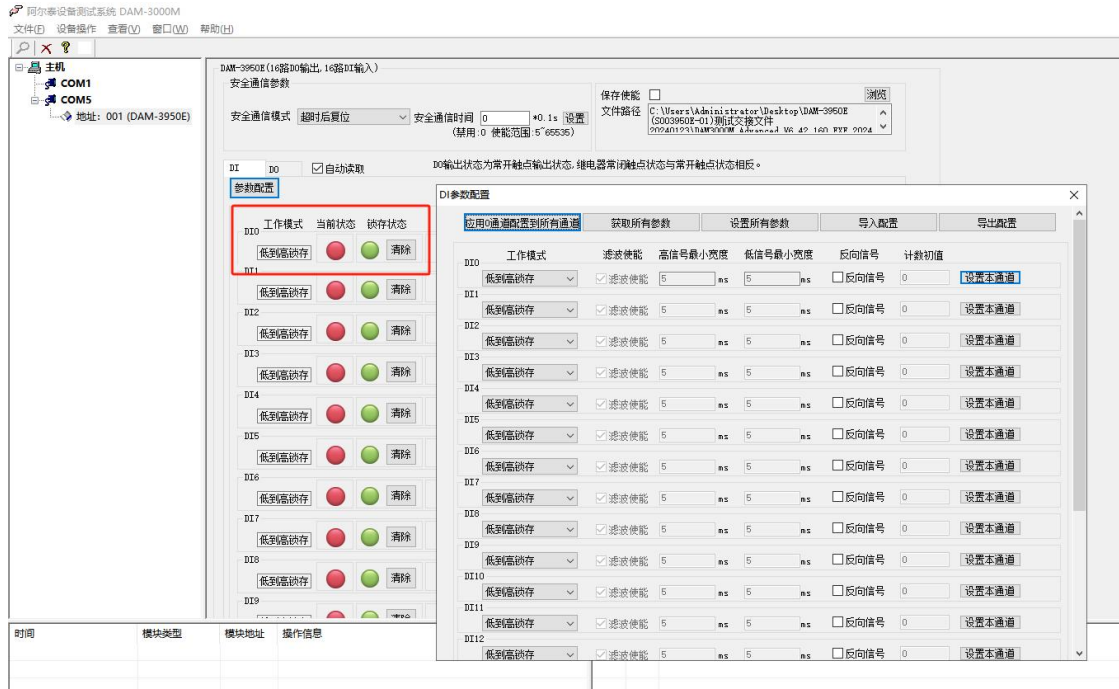 阿尔泰设备测试系统 DAM-3000M
文件(F) 设备操作 查看(V) 窗口(W) 帮助(H)
主机
COM1
COM5
地址: 001 (DAM-3950E)
DAM-3950E(16路DO输出, 16路DI输入)
安全通信参数
安全通信模式 超时后复位 安全通信时间 0 *0.1s 设置
(禁用:0 使能范围:5~65535)
保存使能 浏览
文件路径 C:\Users\Administrator\Desktop\DAM-3950E
(S003950E-01)测试交接文件
20240123\DAM3000M Advanced V6.42.160.EXE 2024
DI DO 自动读取 DO输出状态为常开触点输出状态, 继电器常闭触点状态与常开触点状态相反。
参数配置
工作模式 当前状态 锁存状态
DI0
低到高锁存 清除
DI1
低到高锁存 清除
DI2
低到高锁存 清除
DI3
低到高锁存 清除
DI4
低到高锁存 清除
DI5
低到高锁存 清除
DI6
低到高锁存 清除
DI7
低到高锁存 清除
DI8
低到高锁存 清除
DI9
DI参数配置
应用0通道配置到所有通道 获取所有参数 设置所有参数 导入配置 导出配置
工作模式 滤波使能 高信号最小宽度 低信号最小宽度 反向信号 计数初值
DI0
低到高锁存 滤波使能 5 ms 5 ms 反向信号 0 设置本通道
DI1
低到高锁存 滤波使能 5 ms 5 ms 反向信号 0 设置本通道
DI2
低到高锁存 滤波使能 5 ms 5 ms 反向信号 0 设置本通道
DI3
低到高锁存 滤波使能 5 ms 5 ms 反向信号 0 设置本通道
DI4
低到高锁存 滤波使能 5 ms 5 ms 反向信号 0 设置本通道
DI5
低到高锁存 滤波使能 5 ms 5 ms 反向信号 0 设置本通道
DI6
低到高锁存 滤波使能 5 ms 5 ms 反向信号 0 设置本通道
DI7
低到高锁存 滤波使能 5 ms 5 ms 反向信号 0 设置本通道
DI8
低到高锁存 滤波使能 5 ms 5 ms 反向信号 0 设置本通道
DI9
低到高锁存 滤波使能 5 ms 5 ms 反向信号 0 设置本通道
DI10
低到高锁存 滤波使能 5 ms 5 ms 反向信号 0 设置本通道
DI11
低到高锁存 滤波使能 5 ms 5 ms 反向信号 0 设置本通道
DI12
低到高锁存 滤波使能 5 ms 5 ms 反向信号 0 设置本通道
时间 模块类型 模块地址 操作信息